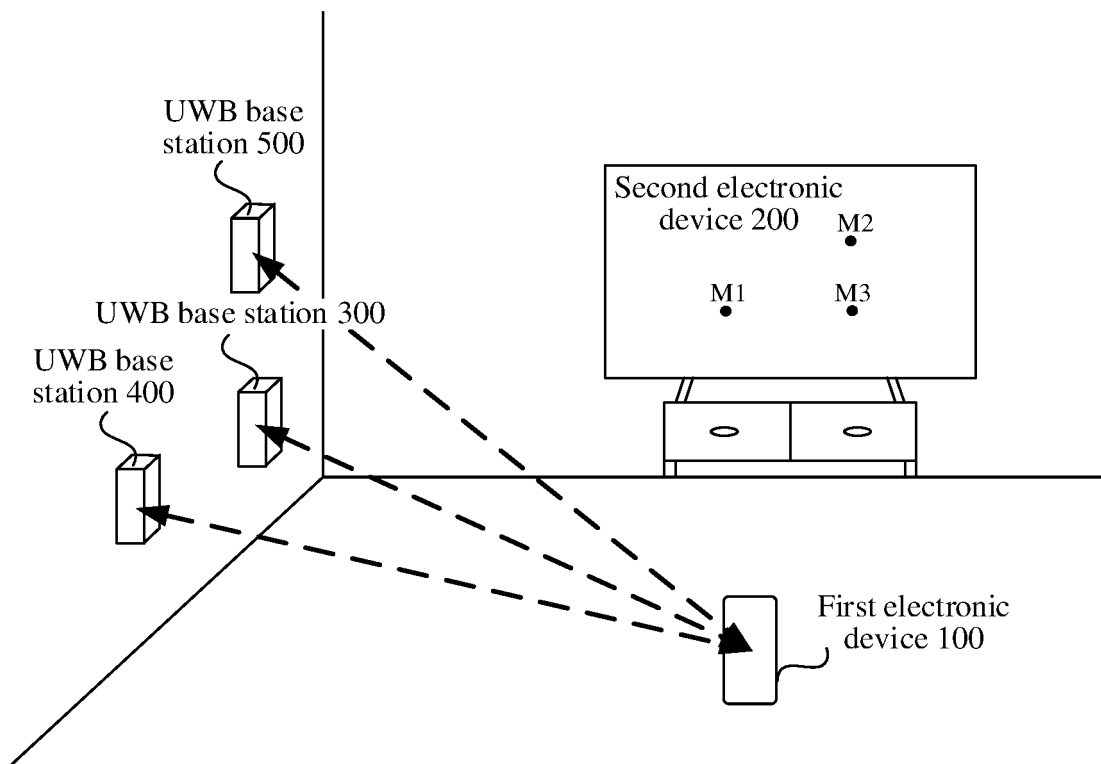 UWB base
station 500
Second electronic
device 200
M2
M1
M3
UWB base station 300
UWB base
station 400
First electronic
device 100